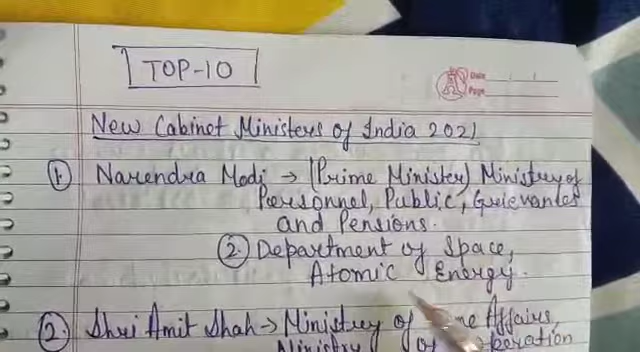 TOP-10
Date
Page
New Cabinet Ministers of India 2021
1. Narendra Modi → (Prime Minister) Ministry of
Personnel, Public, Grievances
and Pensions.
2. Department of Space,
Atomic Energy.
2. Shri Amit Shah → Ministry of Affairs,
Ministry